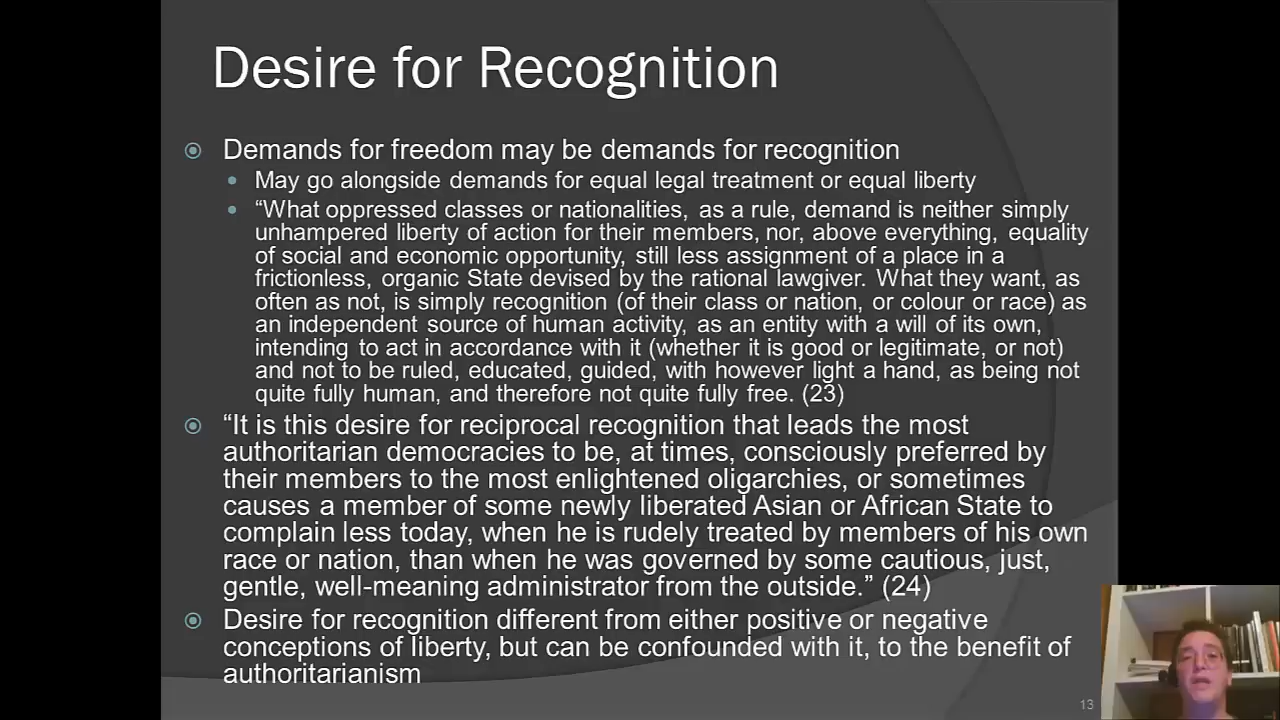 Desire for Recognition
Demands for freedom may be demands for recognition
May go alongside demands for equal legal treatment or equal liberty
“What oppressed classes or nationalities, as a rule, demand is neither simply
unhampered liberty of action for their members, nor, above everything, equality
of social and economic opportunity, still less assignment of a place in a
frictionless, organic State devised by the rational lawgiver. What they want, as
often as not, is simply recognition (of their class or nation, or colour or race) as
an independent source of human activity, as an entity with a will of its own,
intending to act in accordance with it (whether it is good or legitimate, or not)
and not to be ruled, educated, guided, with however light a hand, as being not
quite fully human, and therefore not quite fully free. (23)
“It is this desire for reciprocal recognition that leads the most
authoritarian democracies to be, at times, consciously preferred by
their members to the most enlightened oligarchies, or sometimes
causes a member of some newly liberated Asian or African State to
complain less today, when he is rudely treated by members of his own
race or nation, than when he was governed by some cautious, just,
gentle, well-meaning administrator from the outside.” (24)
Desire for recognition different from either positive or negative
conceptions of liberty, but can be confounded with it, to the benefit of
authoritarianism
13